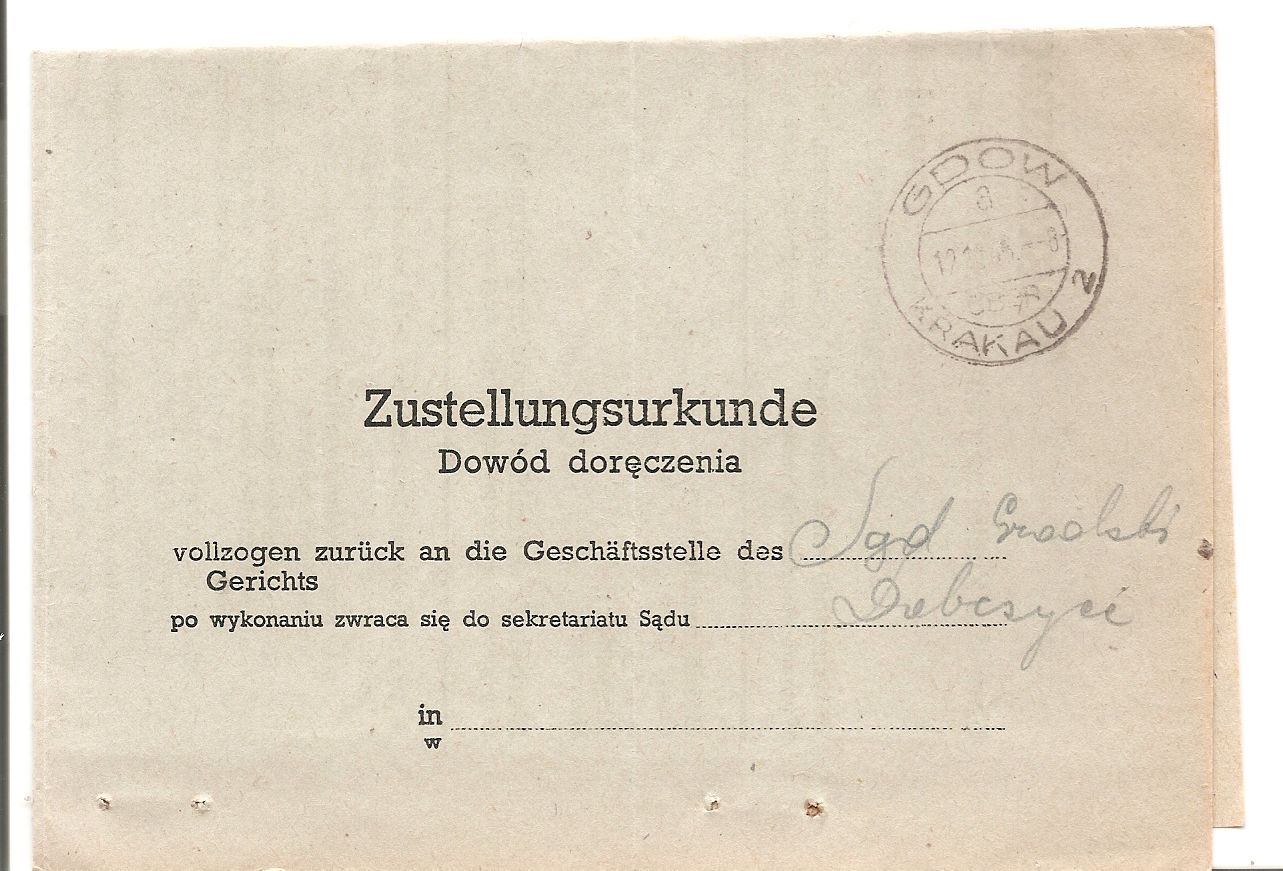 GDOW
a
KRAKAU 2
Zustellungsurkunde
Dowód doręczenia
vollzogen zurück an die Geschäftsstelle des Sąd Grodzki
Gerichts
po wykonaniu zwraca się do sekretariatu Sądu
in
w